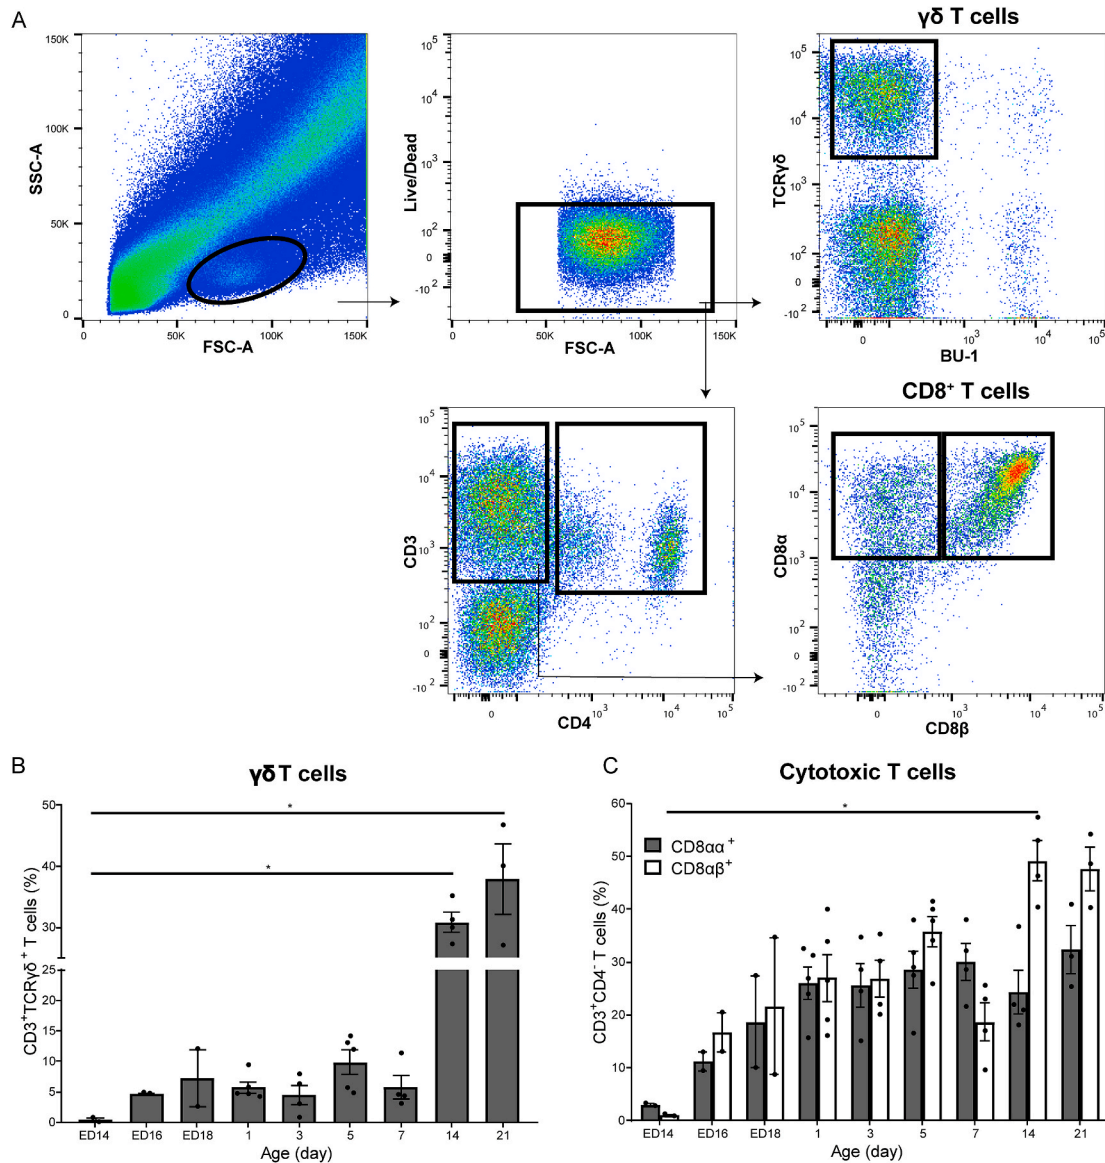 A
SSC-A
150K
100K
50K
0
0
50K
100K
150K
FSC-A
Live/Dead
10^5
10^4
10^3
10^2
0
-10^2
0
50K
100K
150K
FSC-A
γδ T cells
TCRγδ
10^5
10^4
10^3
10^2
0
-10^2
0
10^3
10^4
10^5
BU-1
CD3
10^5
10^4
10^3
10^2
0
-10^2
0
10^3
10^4
10^5
CD4
CD8⁺ T cells
CD8α
10^5
10^4
10^3
10^2
0
-10^2
0
10^3
10^4
10^5
CD8β
B
γδ T cells
CD3⁺TCRγδ⁺ T cells (%)
50
40
30
25
20
15
10
5
0
*
*
ED14 ED16 ED18 1 3 5 7 14 21
Age (day)
C
Cytotoxic T cells
CD3⁺CD4⁻ T cells (%)
60
50
40
30
20
10
0
*
CD8αα⁺
CD8αβ⁺
ED14 ED16 ED18 1 3 5 7 14 21
Age (day)